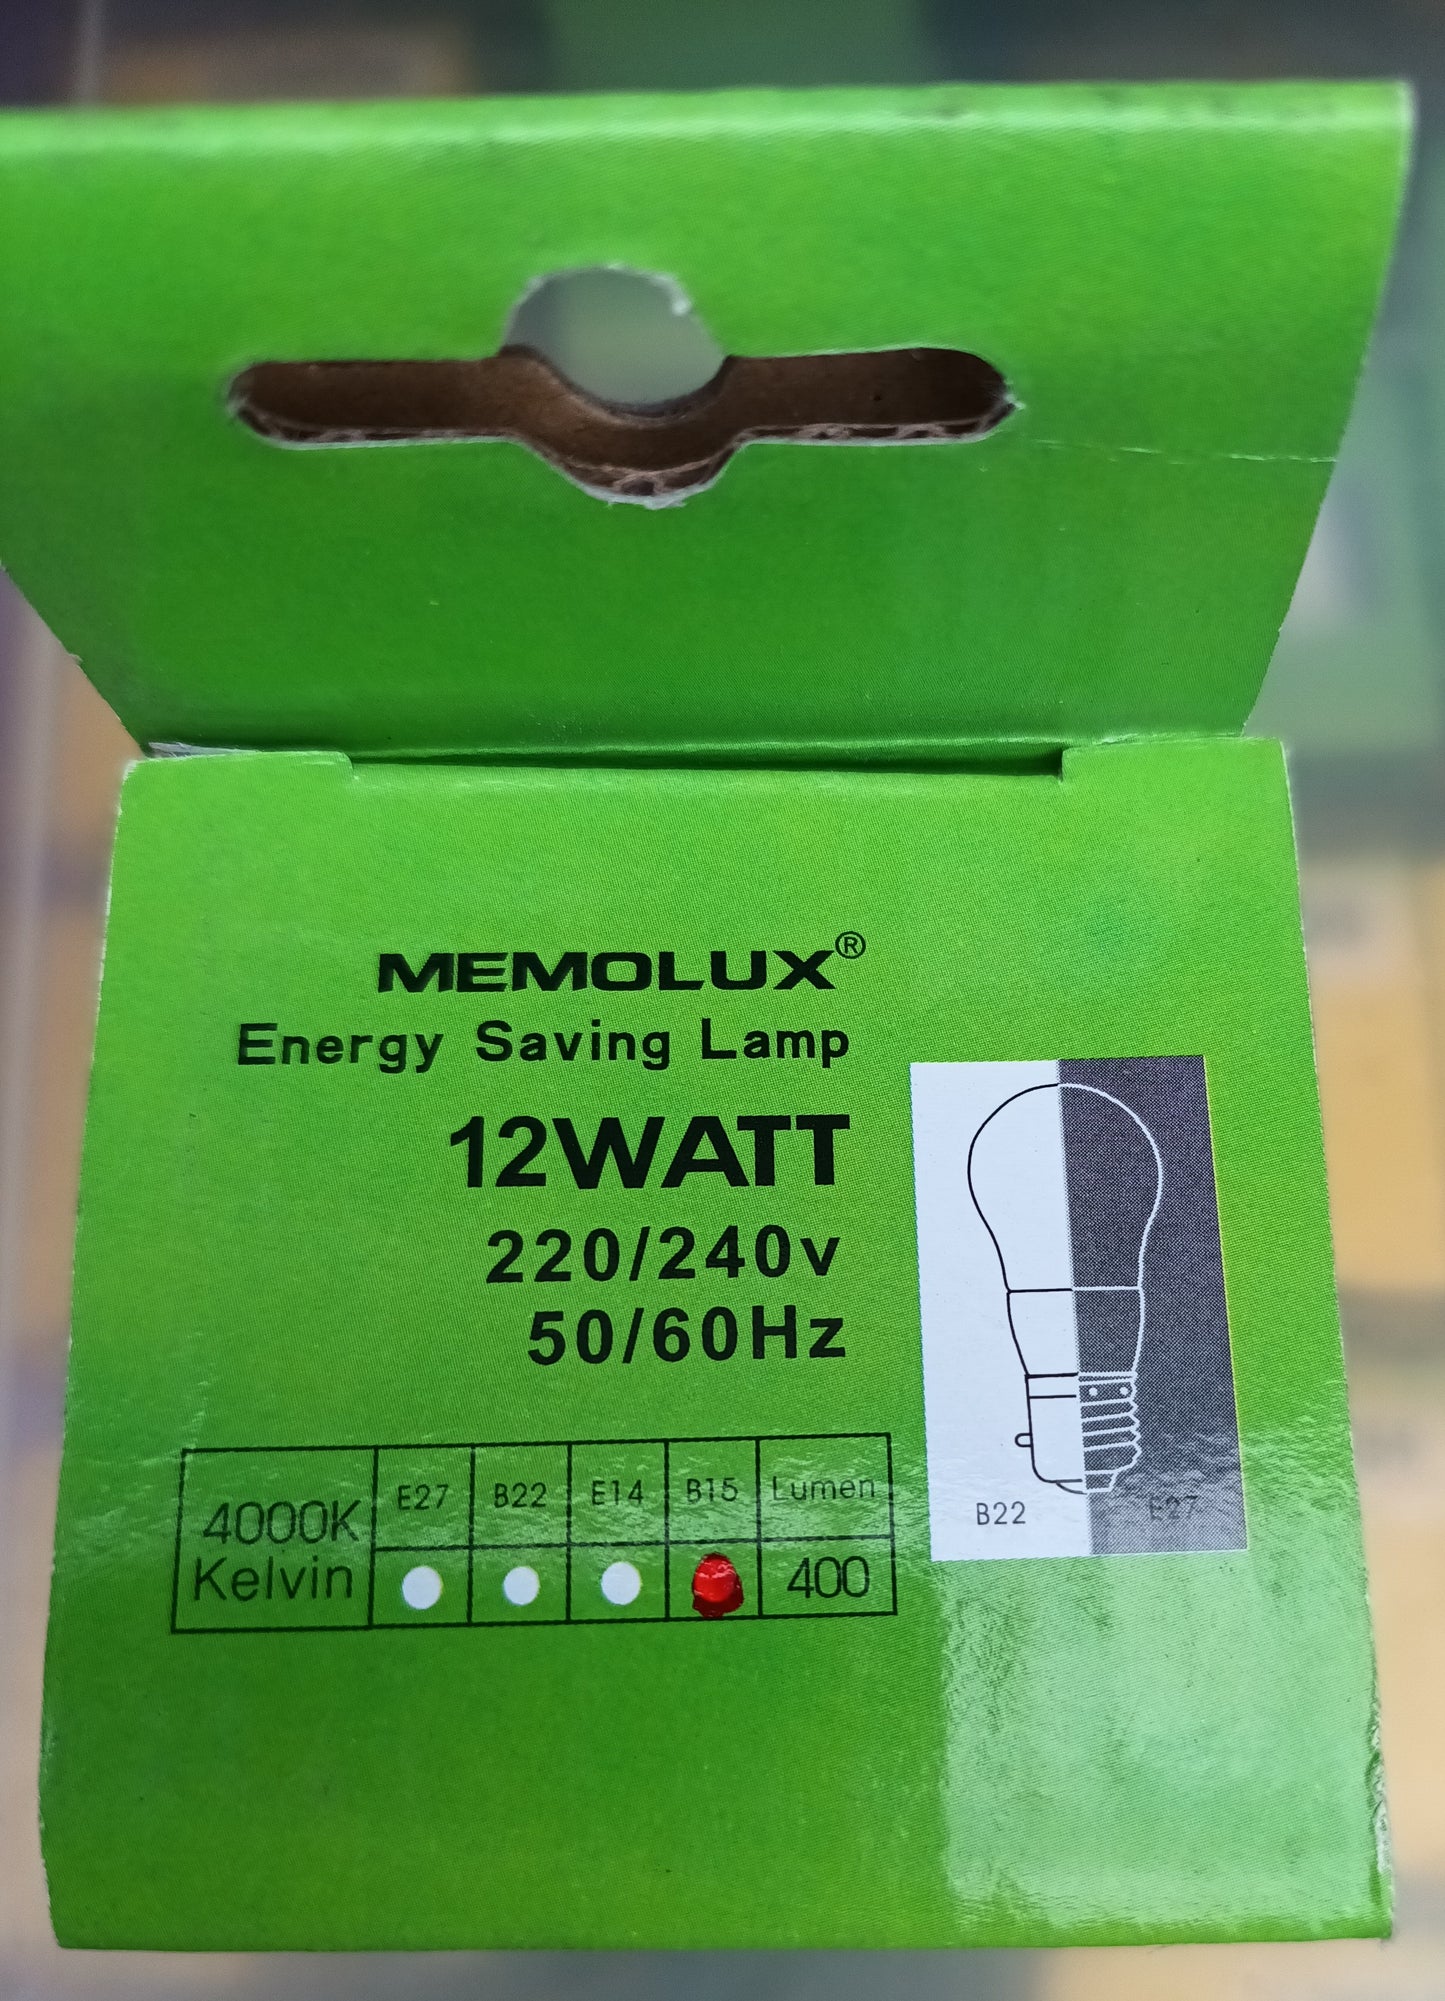 MEMOLUX®
Energy Saving Lamp
12WATT
220/240v
50/60Hz
4000K
Kelvin
E27 B22 E14 B15 Lumen
400
B22 E27